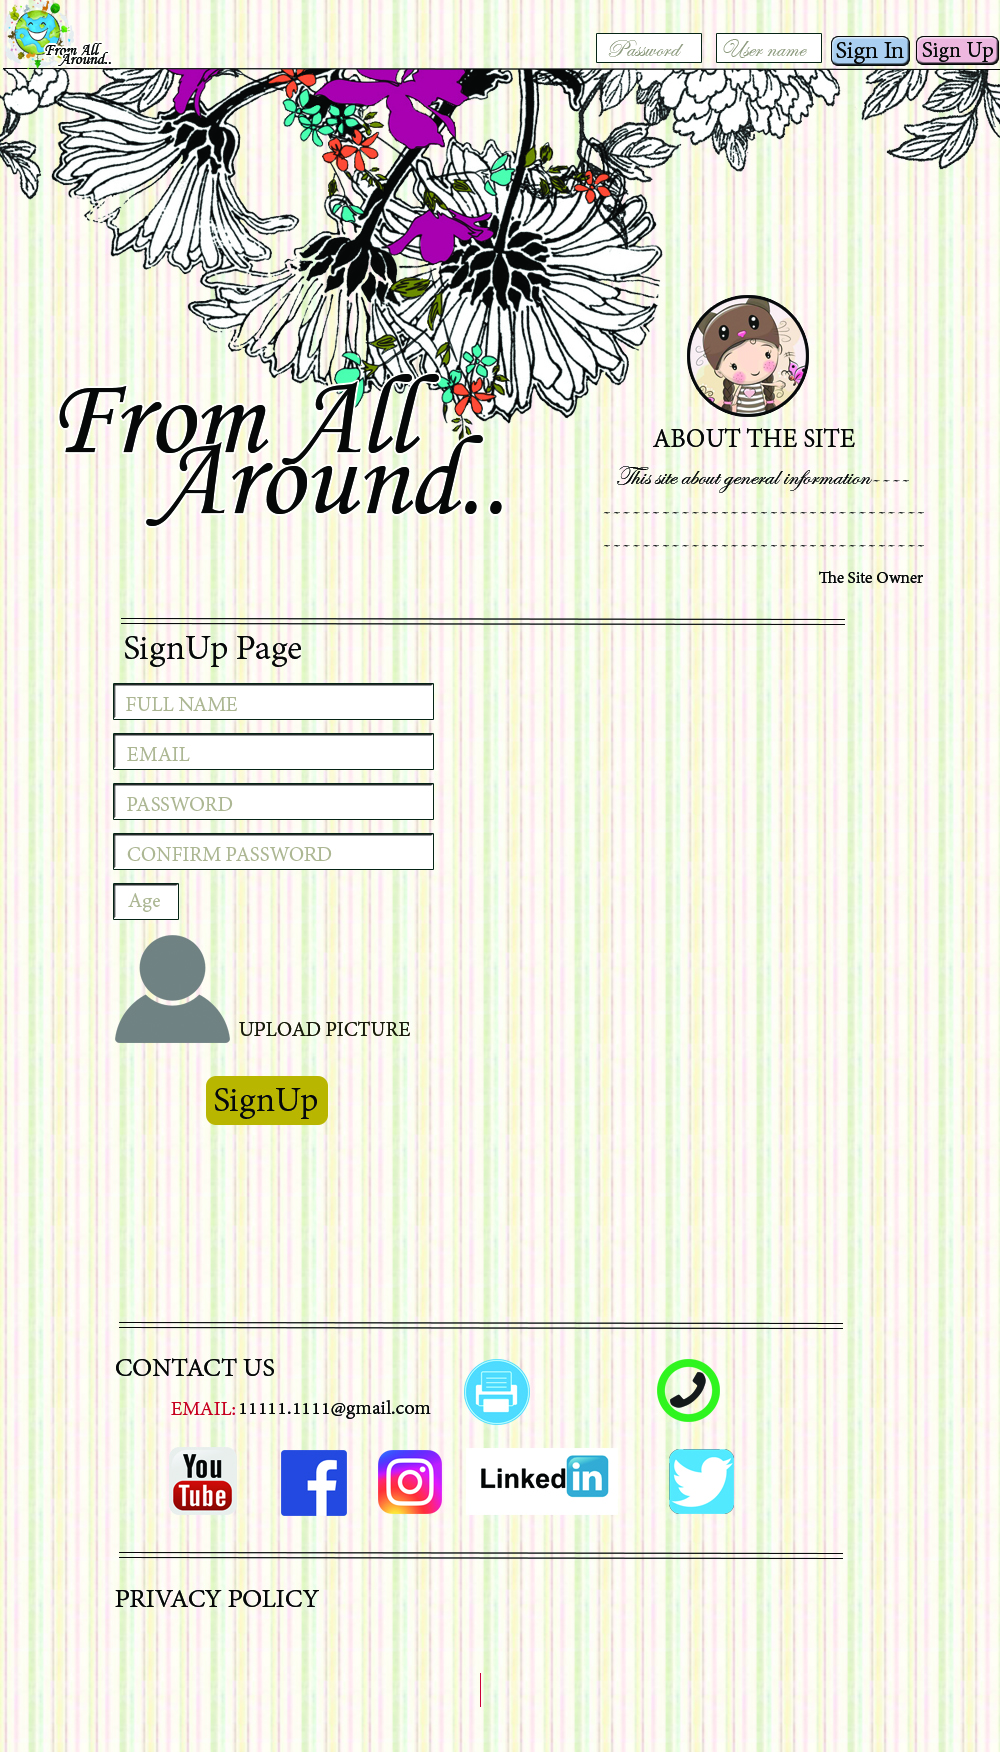 From All
Around..
Password
User name
Sign In
Sign Up
From All
Around..
ABOUT THE SITE
This site about general information----
---------------------------------
---------------------------------
The Site Owner
SignUp Page
FULL NAME
EMAIL
PASSWORD
CONFIRM PASSWORD
Age
UPLOAD PICTURE
SignUp
CONTACT US
EMAIL: 11111.1111@gmail.com
You
Tube
Linked in
PRIVACY POLICY